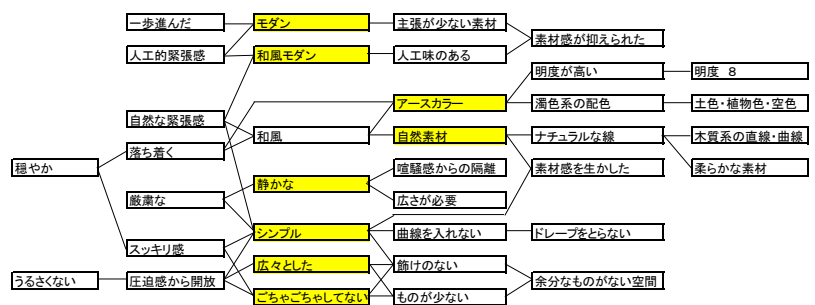 一歩進んだ モダン 主張が少ない素材
素材感が抑えられた
人工的緊張感 和風モダン 人工味のある
明度が高い 明度 8
アースカラー 濁色系の配色 土色・植物色・空色
自然な緊張感
和風 自然素材 ナチュラルな線 木質系の直線・曲線
落ち着く
穏やか 喧騒感からの隔離 素材感を生かした 柔らかな素材
静かな
厳粛な 広さが必要
シンプル 曲線を入れない ドレープをとらない
スッキリ感
広々とした 飾けのない
うるさくない 圧迫感から開放 余分なものがない空間
ごちゃごちゃしてない ものが少ない